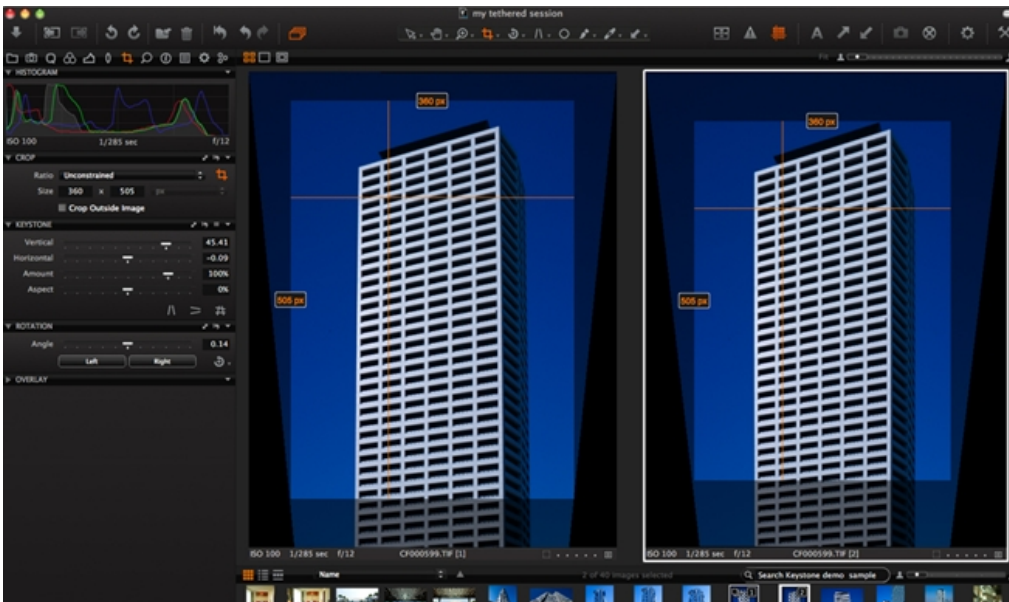 my tethered session
Fit
HISTOGRAM
ISO 100 1/285 sec f/12
CROP
Ratio Unconstrained
Size 360 x 505 px
Crop Outside Image
KEYSTONE
Vertical 45.41
Horizontal -0.09
Amount 100%
Aspect 0%
ROTATION
Angle 0.14
Left Right
OVERLAY
360 px
505 px
ISO 100 1/285 sec f/12 CF000599.TIF [1]
360 px
505 px
ISO 100 1/285 sec f/12 CF000599.TIF [2]
Name 2 of 40 images selected Search Keystone demo sample
1 2